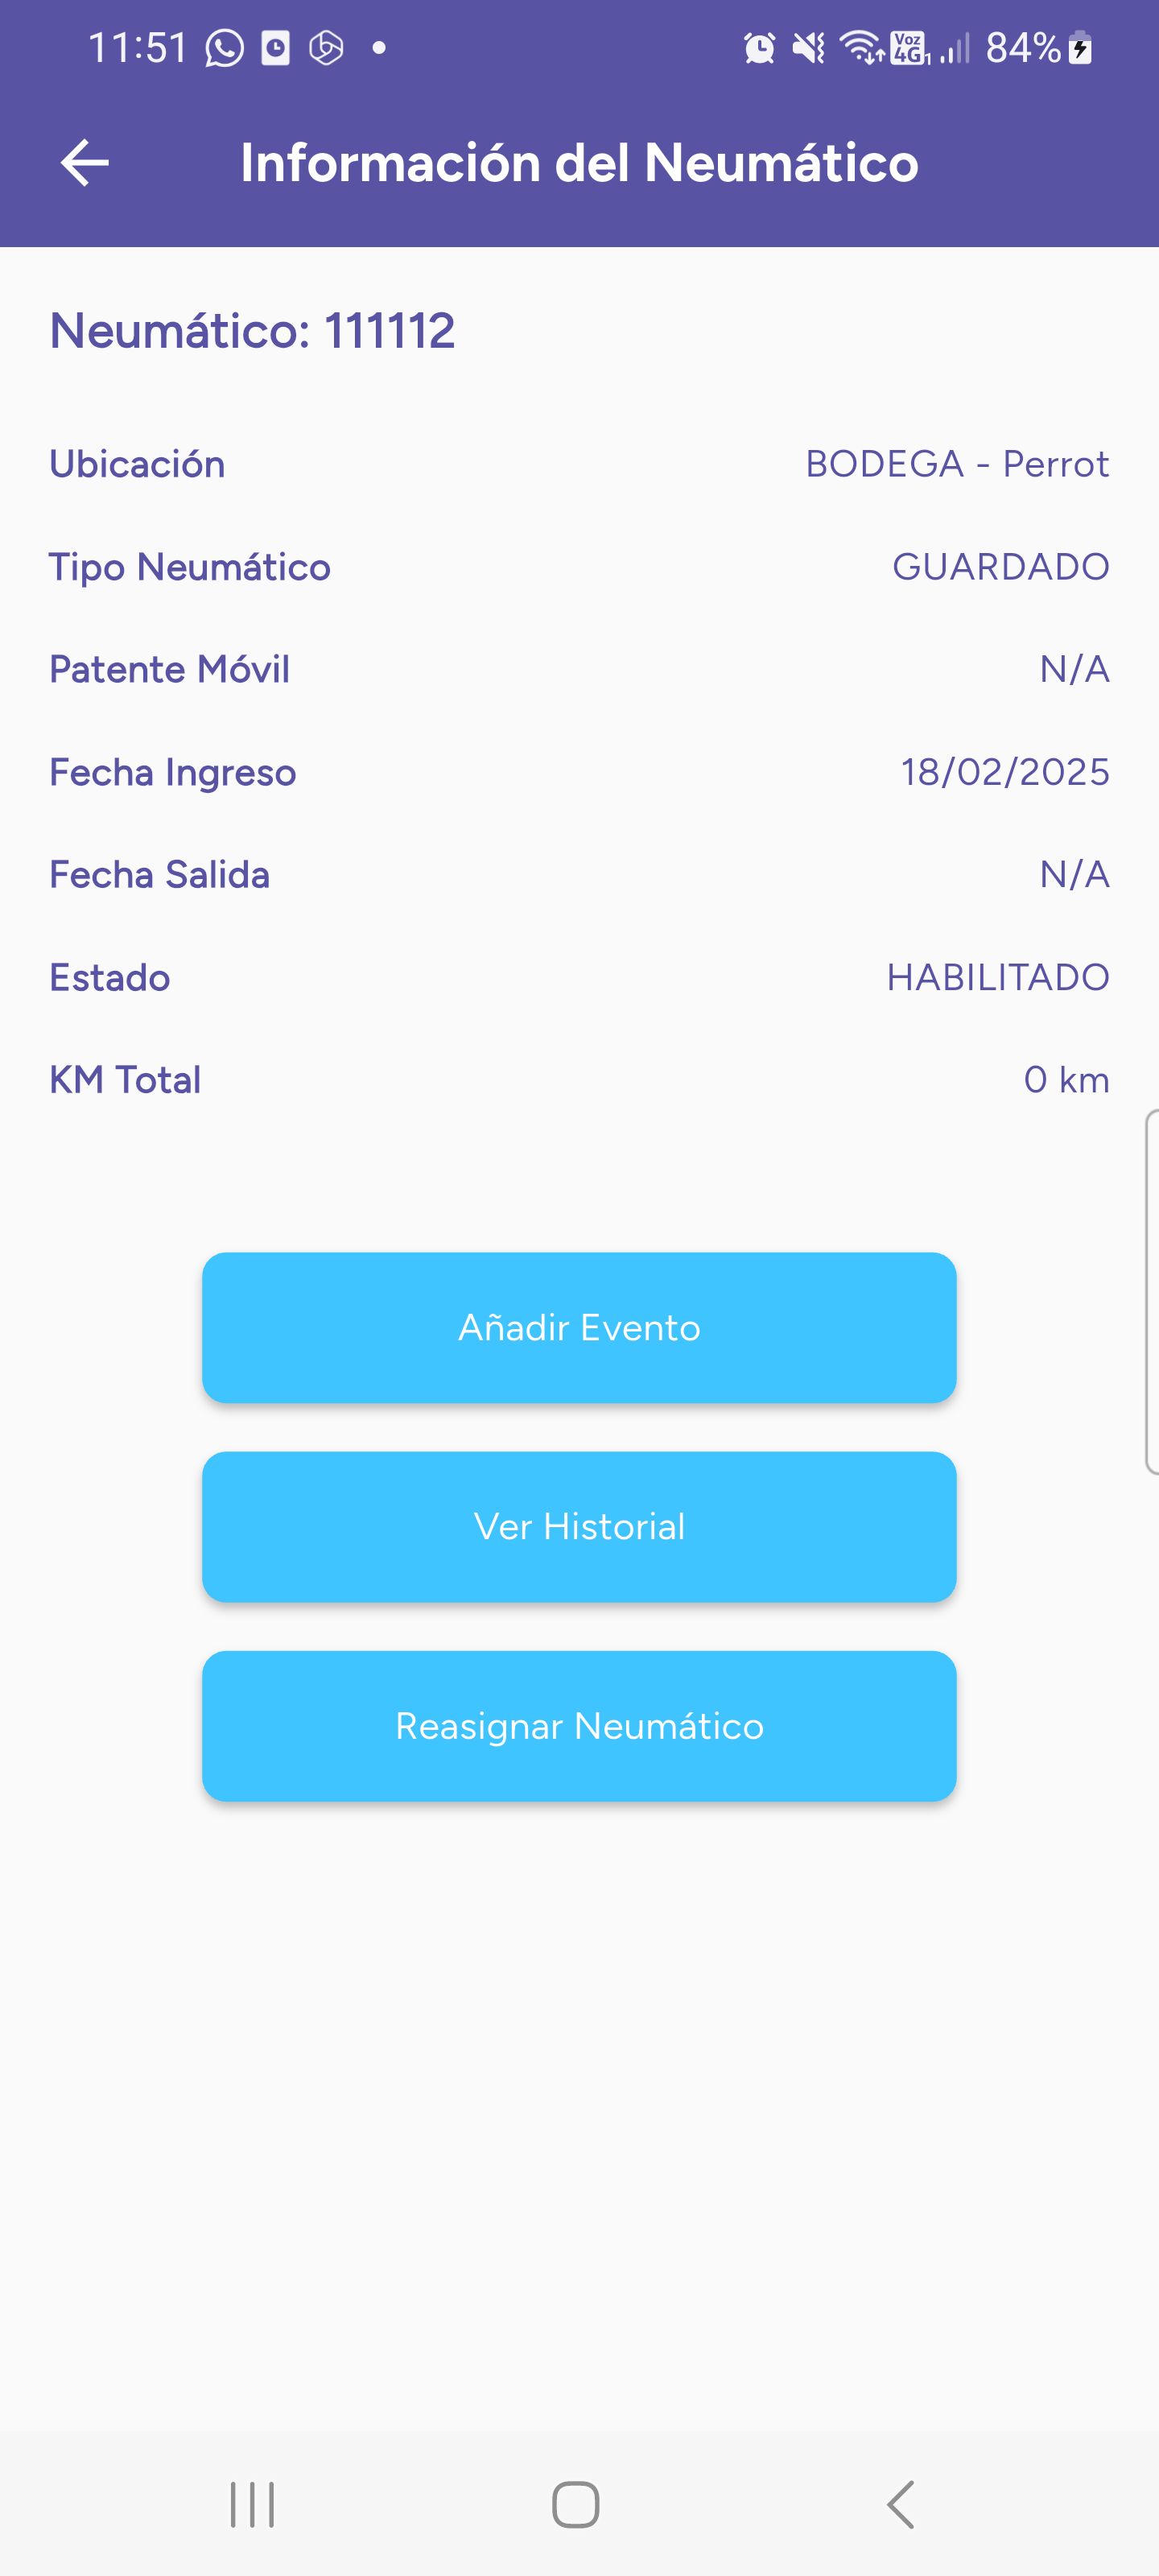 11:51 Voz 4G 1 84%
Información del Neumático
Neumático: 111112
Ubicación BODEGA - Perrot
Tipo Neumático GUARDADO
Patente Móvil N/A
Fecha Ingreso 18/02/2025
Fecha Salida N/A
Estado HABILITADO
KM Total 0 km
Añadir Evento
Ver Historial
Reasignar Neumático